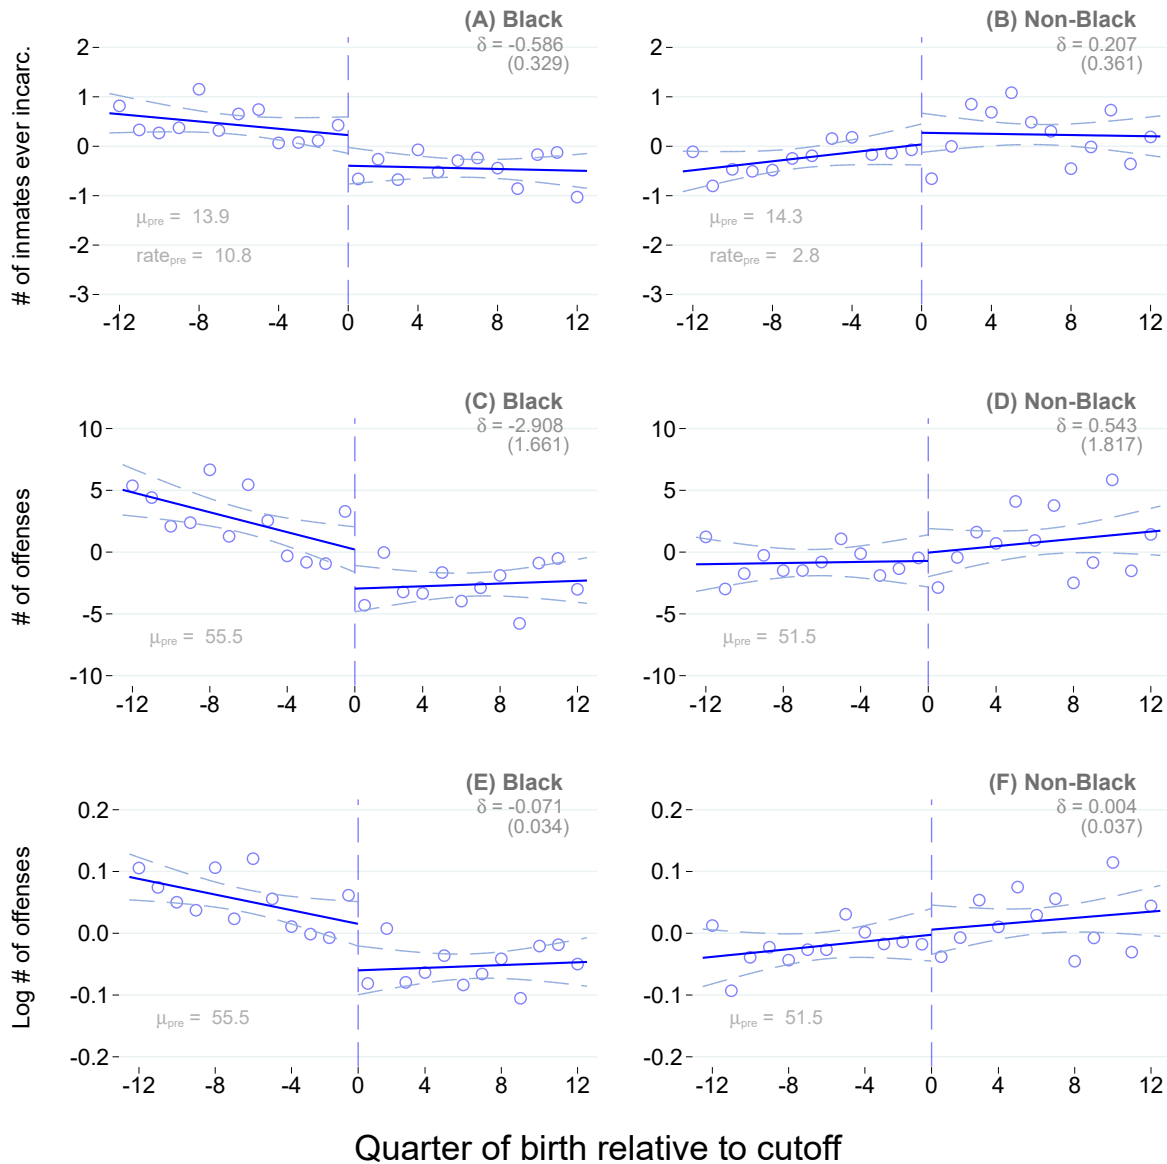 (A) Black
δ = -0.586
(0.329)
2
1
0
-1
-2
-3
# of inmates ever incarc.
μpre = 13.9
ratepre = 10.8
-12 -8 -4 0 4 8 12
(B) Non-Black
δ = 0.207
(0.361)
2
1
0
-1
-2
-3
μpre = 14.3
ratepre = 2.8
-12 -8 -4 0 4 8 12
(C) Black
δ = -2.908
(1.661)
10
5
0
-5
-10
# of offenses
μpre = 55.5
-12 -8 -4 0 4 8 12
(D) Non-Black
δ = 0.543
(1.817)
10
5
0
-5
-10
μpre = 51.5
-12 -8 -4 0 4 8 12
(E) Black
δ = -0.071
(0.034)
0.2
0.1
0.0
-0.1
-0.2
Log # of offenses
μpre = 55.5
-12 -8 -4 0 4 8 12
(F) Non-Black
δ = 0.004
(0.037)
0.2
0.1
0.0
-0.1
-0.2
μpre = 51.5
-12 -8 -4 0 4 8 12
Quarter of birth relative to cutoff